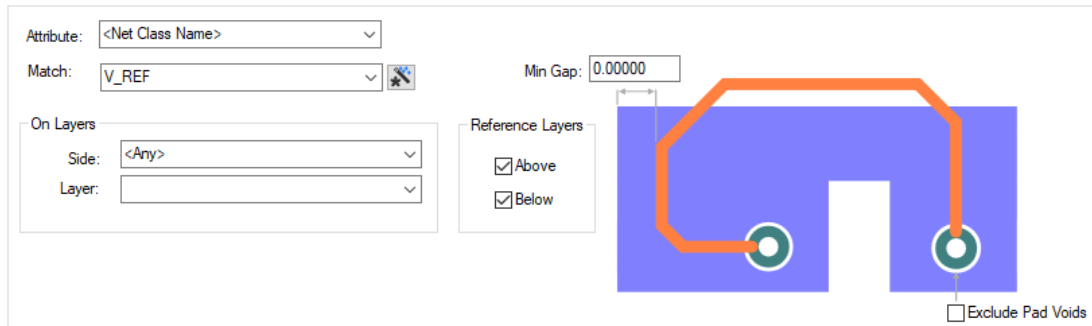 Attribute: <Net Class Name>
Match: V_REF
Min Gap: 0.00000
On Layers
Side: <Any>
Layer:
Reference Layers
Above
Below
Exclude Pad Voids